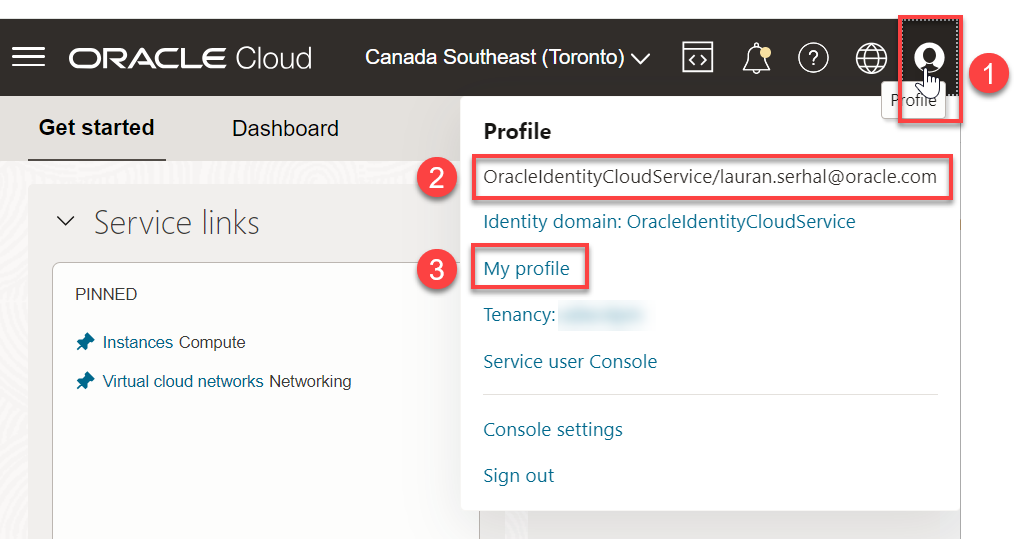 ORACLE Cloud
Canada Southeast (Toronto)
?
1
Profile
Get started
Dashboard
Profile
2
OracleIdentityCloudService/lauran.serhal@oracle.com
Service links
Identity domain: OracleIdentityCloudService
3
My profile
PINNED
Tenancy:
Instances Compute
Service user Console
Virtual cloud networks Networking
Console settings
Sign out